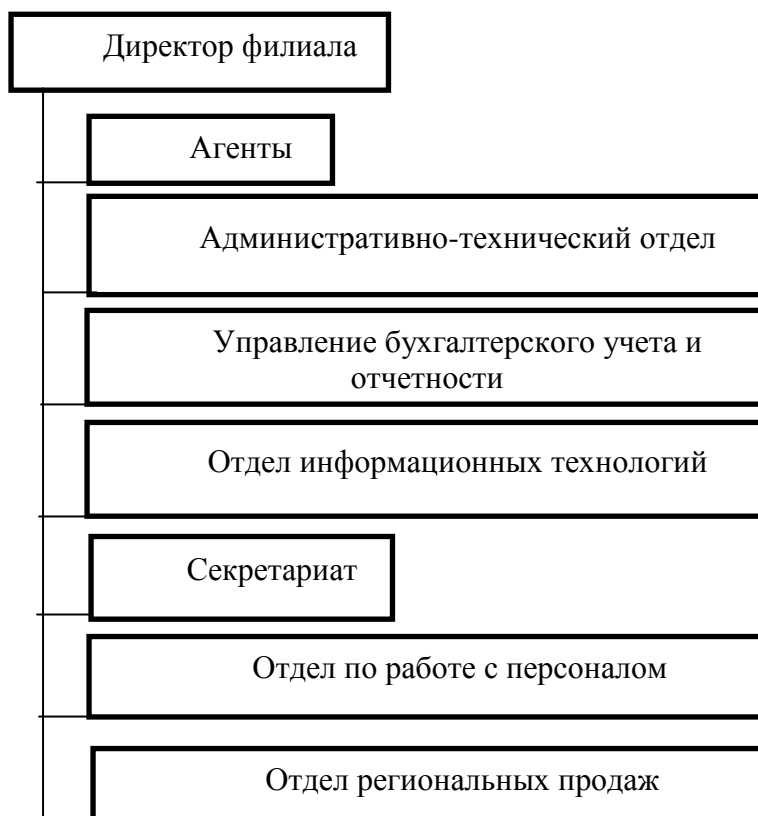 Директор филиала
Агенты
Административно-технический отдел
Управление бухгалтерского учета и
отчетности
Отдел информационных технологий
Секретариат
Отдел по работе с персоналом
Отдел региональных продаж